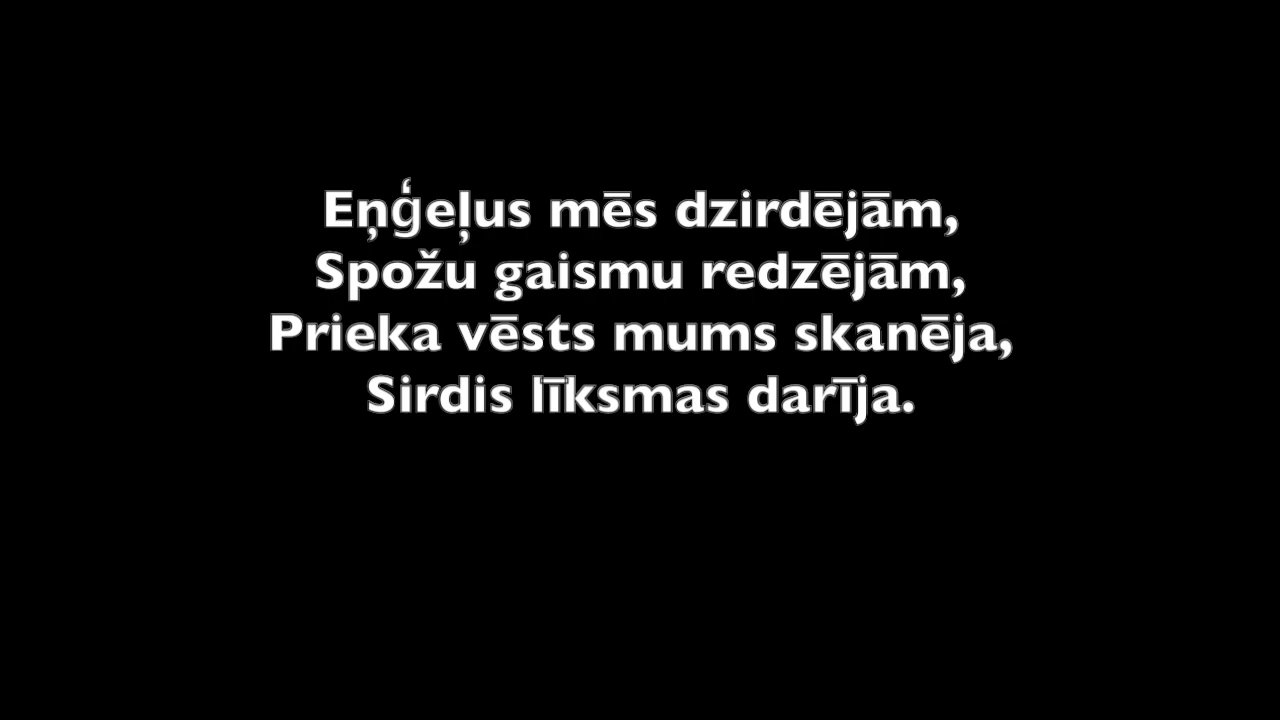 Eņģeļus mēs dzirdējām,
Spožu gaismu redzējām,
Prieka vēsts mums skanēja,
Sirdis līksmas darīja.